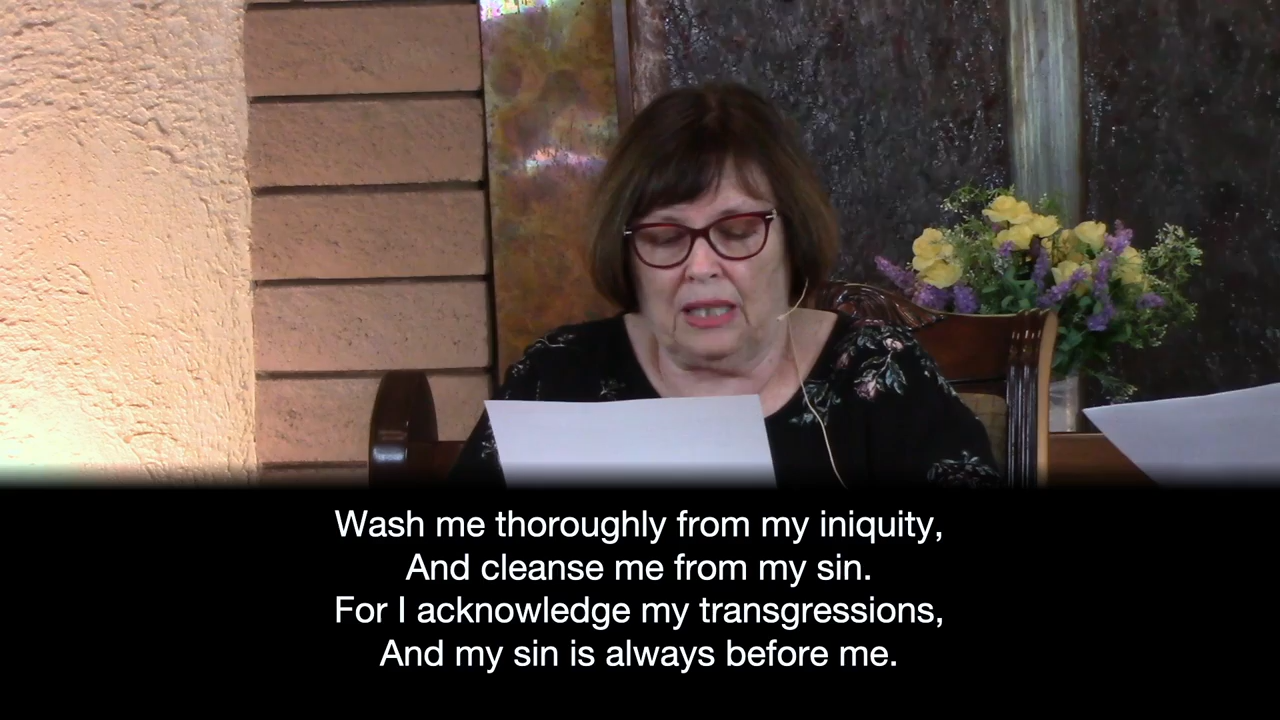 Wash me thoroughly from my iniquity,
And cleanse me from my sin.
For I acknowledge my transgressions,
And my sin is always before me.